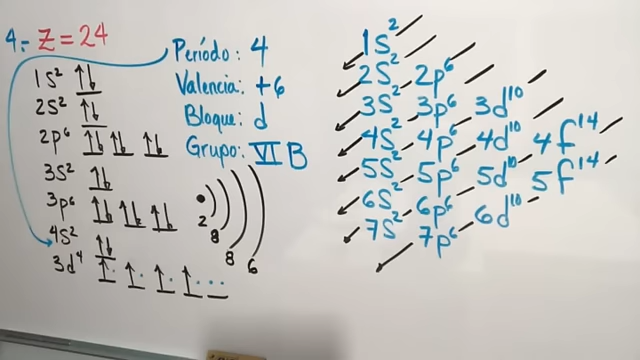 4.- Z = 24
1s² ↑↓
2s² ↑↓
2p⁶ ↑↓ ↑↓ ↑↓
3s² ↑↓
3p⁶ ↑↓ ↑↓ ↑↓
4s² ↑↓
3d⁴ ↑ ↑ ↑ ↑
Período: 4
Valencia: +6
Bloque: d
Grupo: VI B
2
8
8
6
1s²
2s² 2p⁶
3s² 3p⁶ 3d¹⁰
4s² 4p⁶ 4d¹⁰ 4f¹⁴
5s² 5p⁶ 5d¹⁰ 5f¹⁴
6s² 6p⁶ 6d¹⁰
7s² 7p⁶